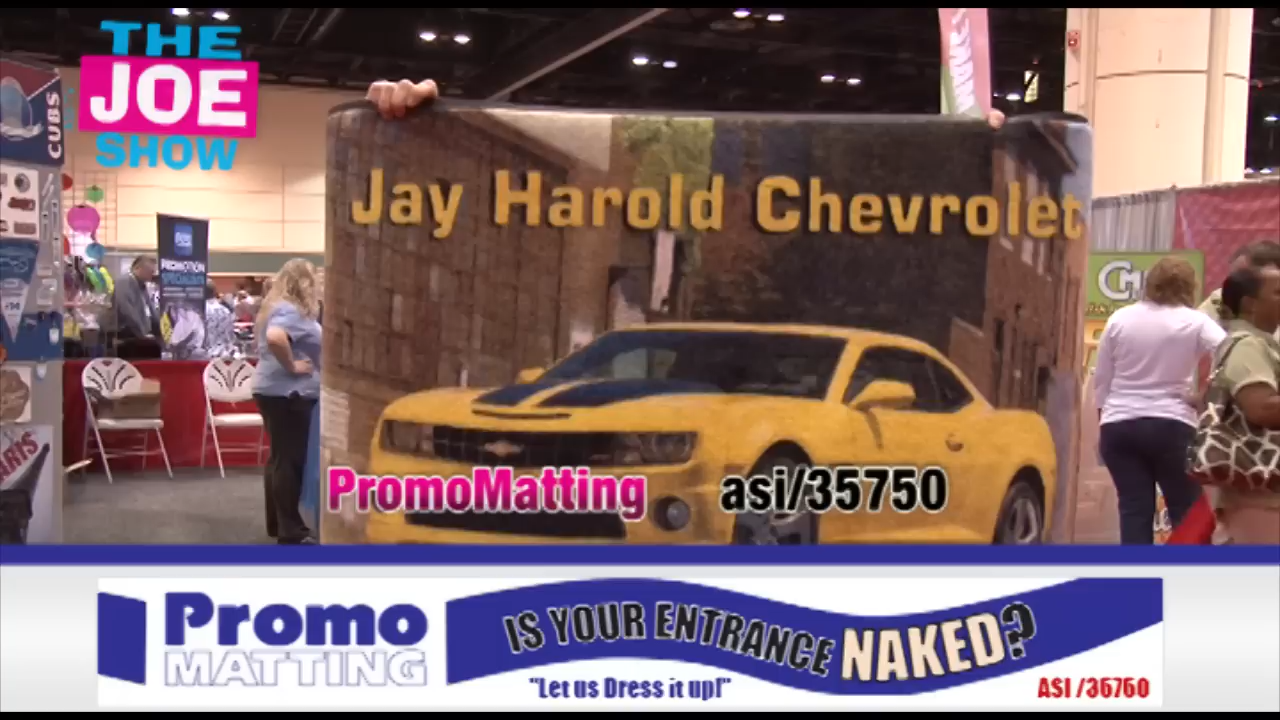 THE
JOE
SHOW
CUBS
Jay Harold Chevrolet
PROMOTION
PromoMatting
asi/35750
Promo
MATTING
IS YOUR ENTRANCE NAKED?
"Let us Dress it up!"
ASI /35750